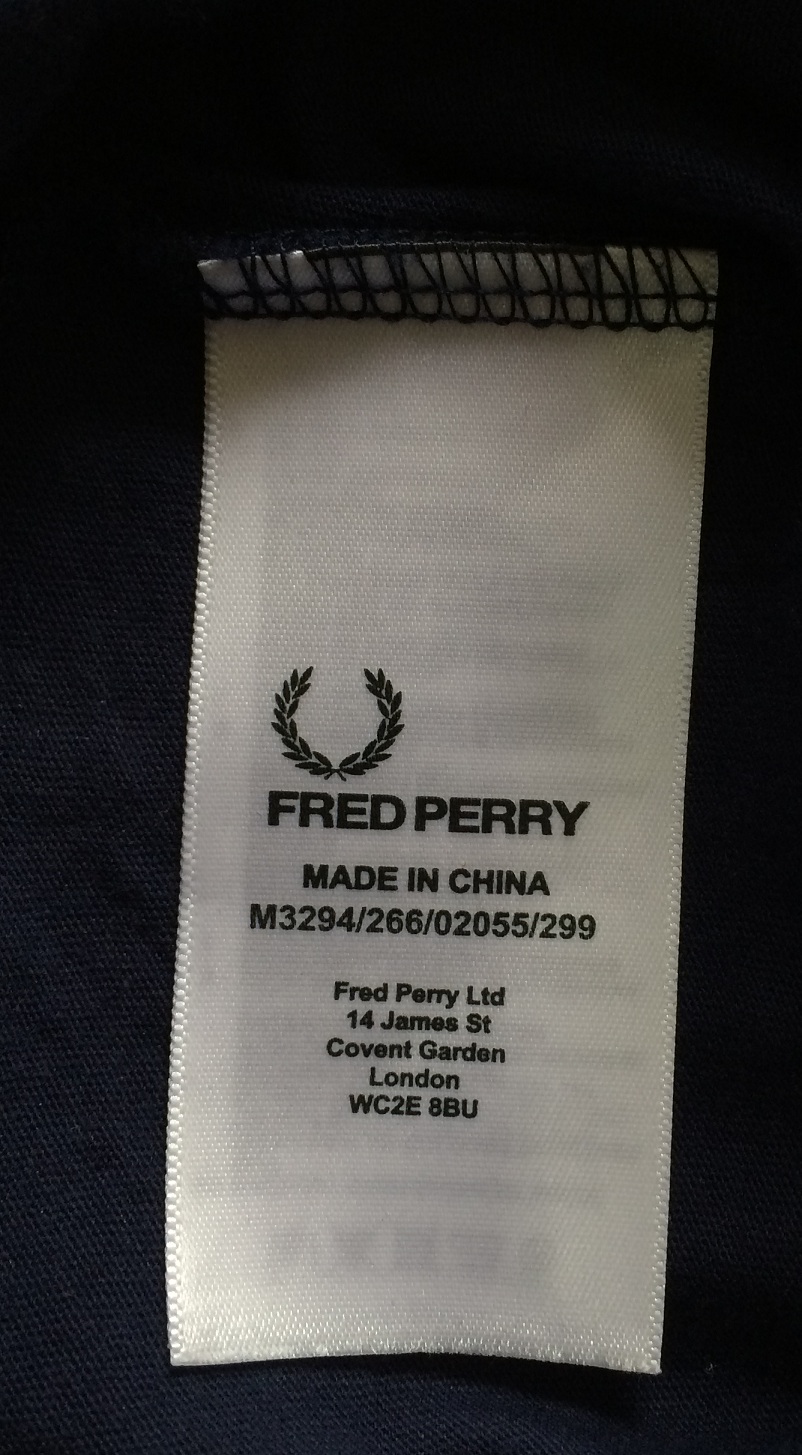 FRED PERRY
MADE IN CHINA
M3294/266/02055/299
Fred Perry Ltd
14 James St
Covent Garden
London
WC2E 8BU